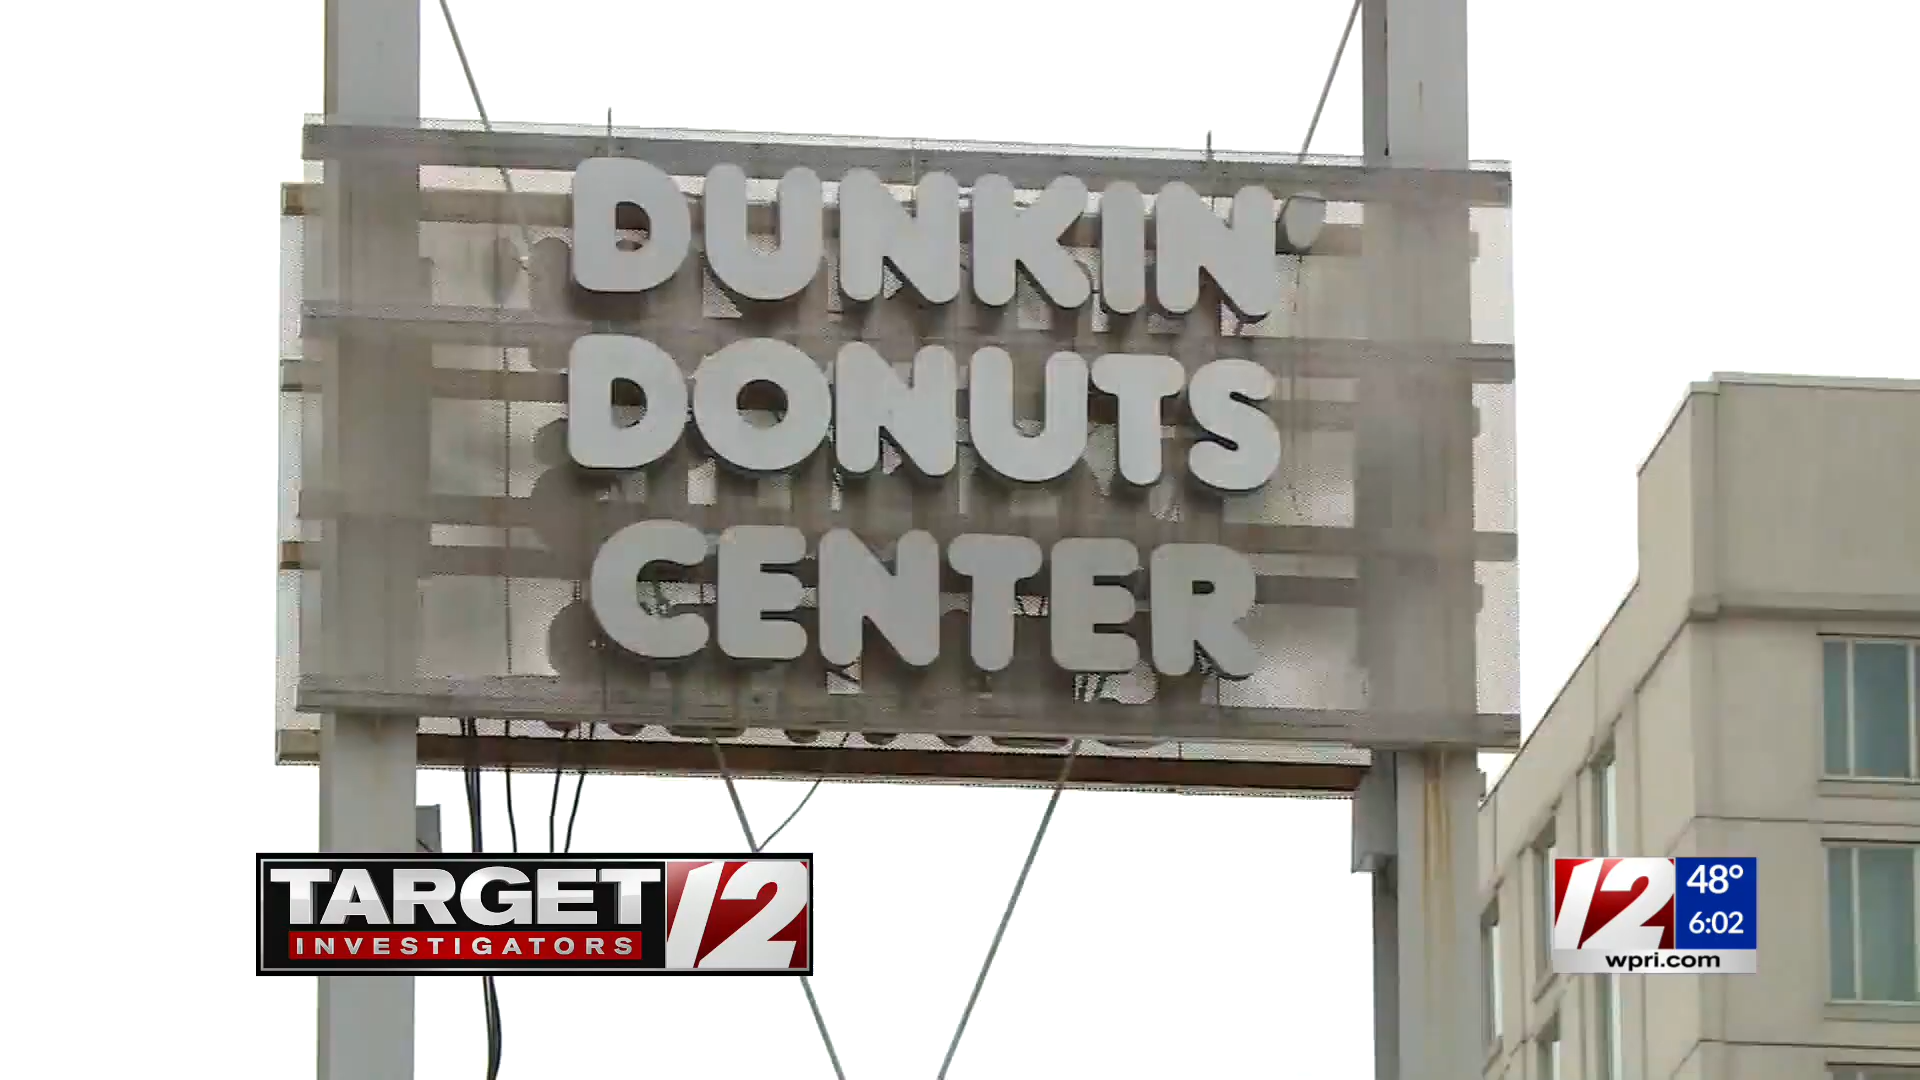 DUNKIN'
DONUTS
CENTER
TARGET 12
INVESTIGATORS
12
48°
6:02
wpri.com